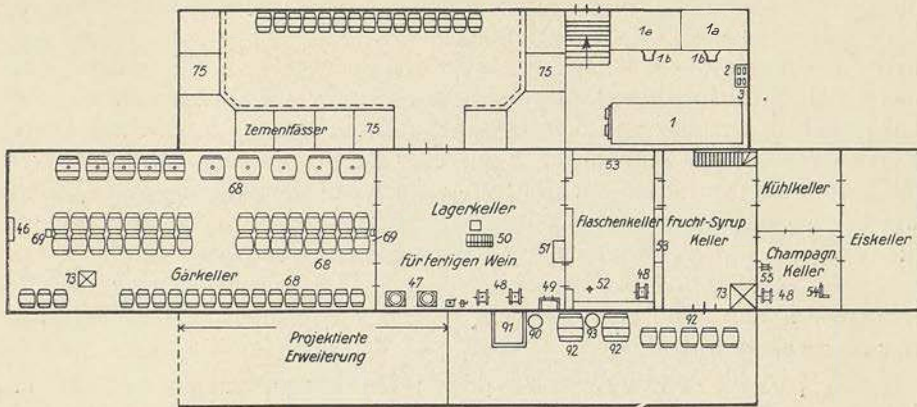 1a 1a
1b 1b
75 75 2
3
Zementfässer 75 1
68 53
Kühlkeller
46 69 69 Lagerkeller
50 51 Flaschenkeller 53 Frucht-Syrup
Keller
Eiskeller
68 für fertigen Wein
Champagn.
Keller
73 Gärkeller 68 47 48 49 52 48 73 55 48 54
91 90 92 93 92 92
Projektierte
Erweiterung